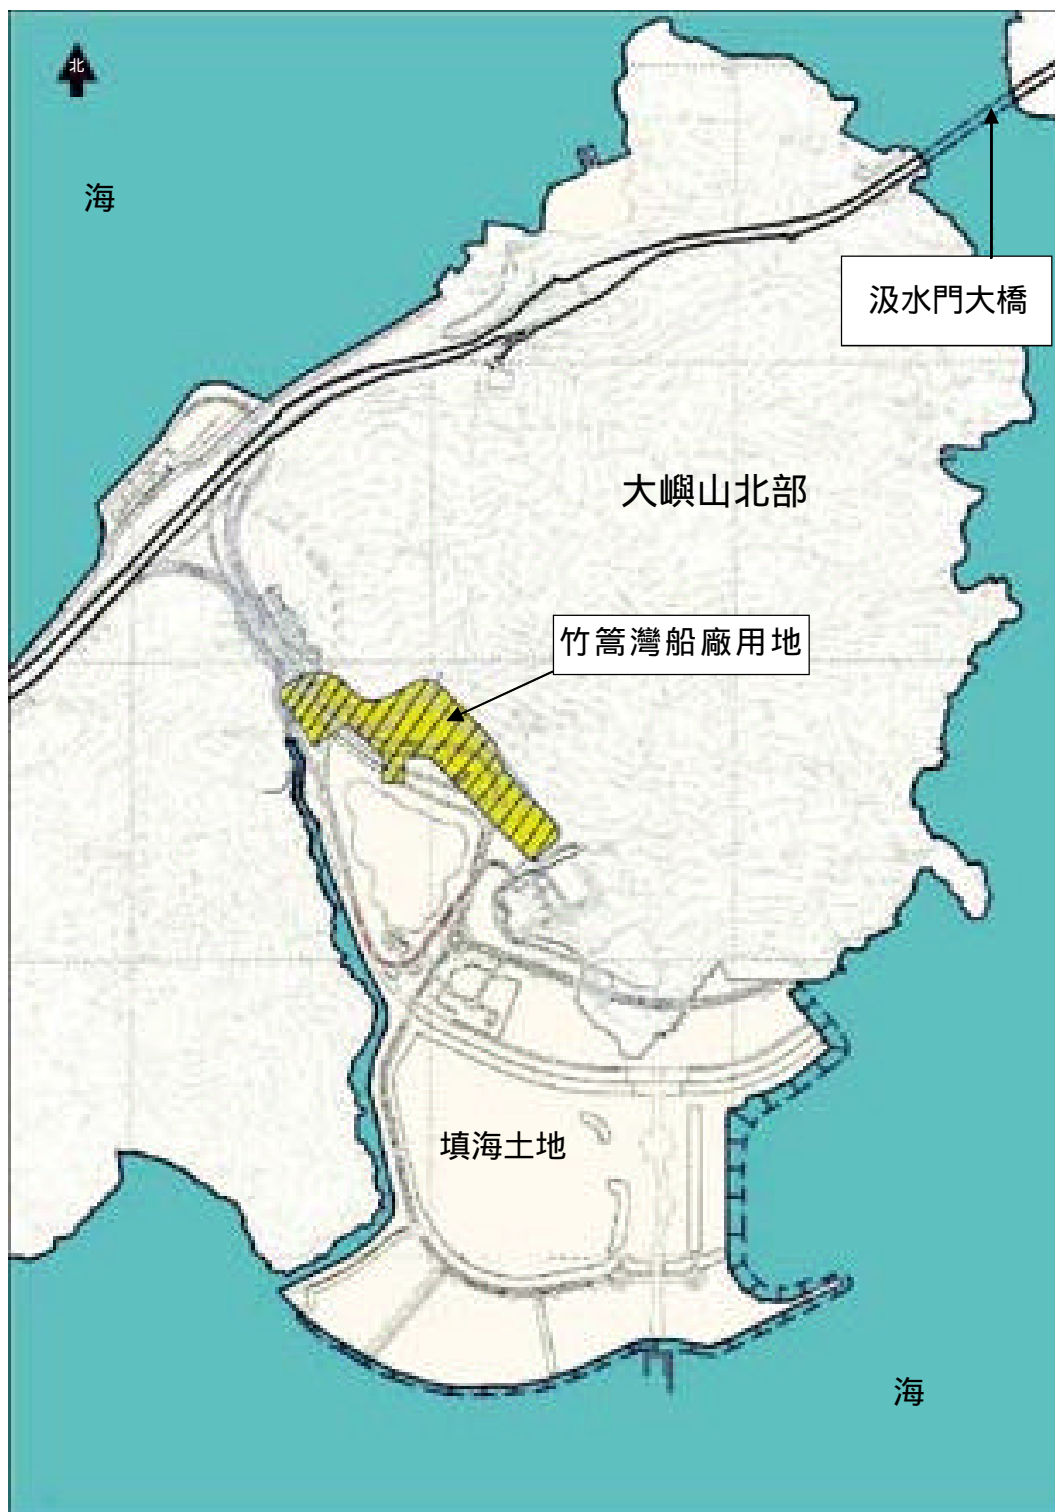 北
海
汲水門大橋
大嶼山北部
竹篙灣船廠用地
填海土地
海